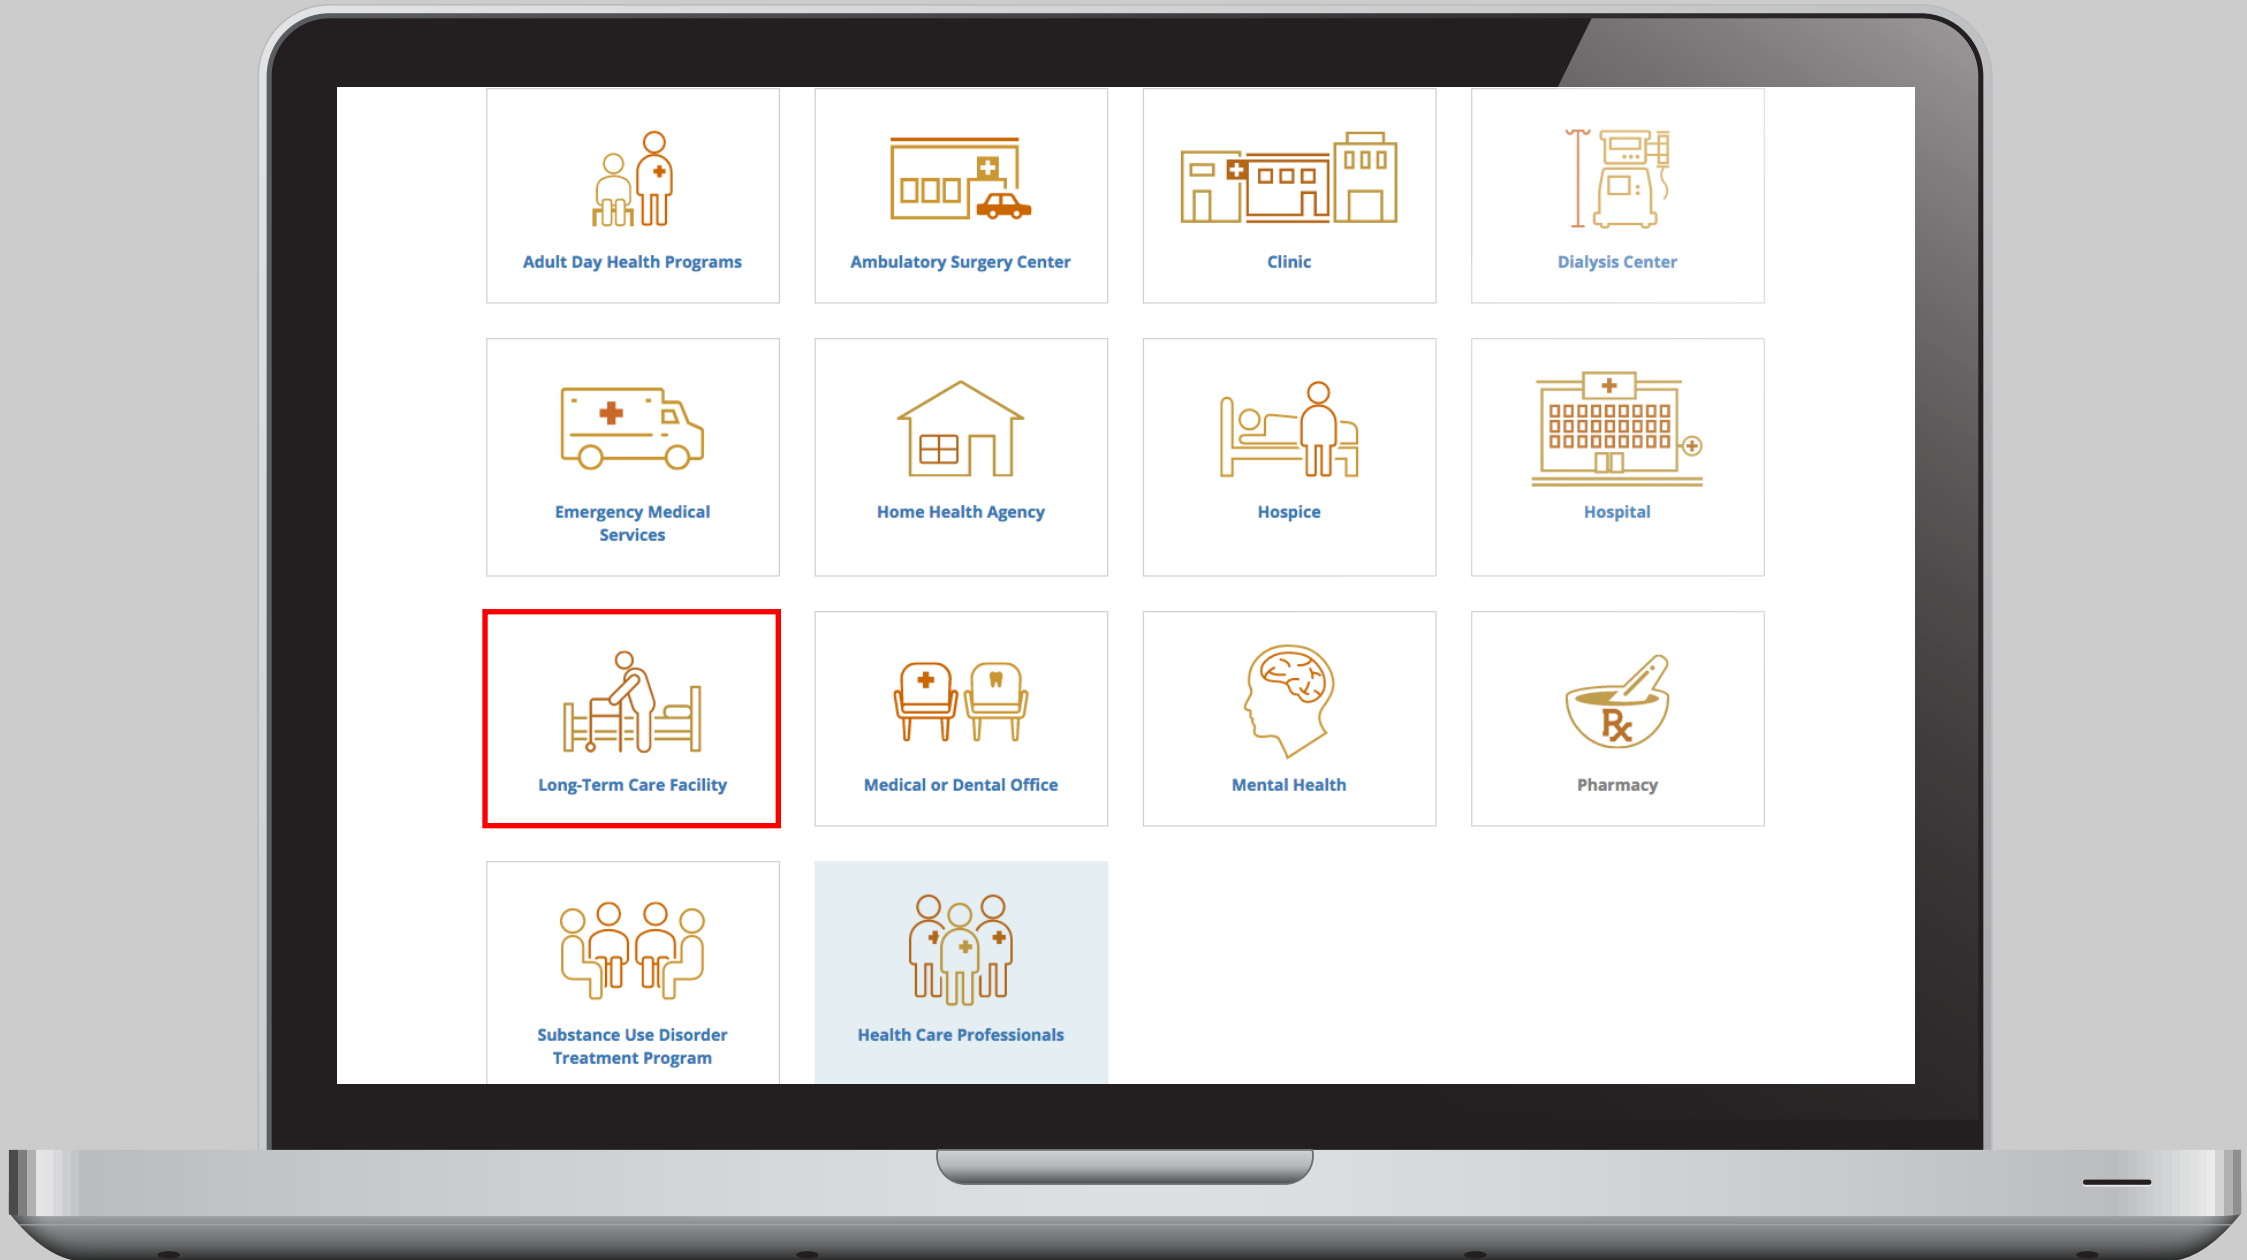 Adult Day Health Programs
Ambulatory Surgery Center
Clinic
Dialysis Center
Emergency Medical
Services
Home Health Agency
Hospice
Hospital
Long-Term Care Facility
Medical or Dental Office
Mental Health
Rx
Pharmacy
Substance Use Disorder
Treatment Program
Health Care Professionals